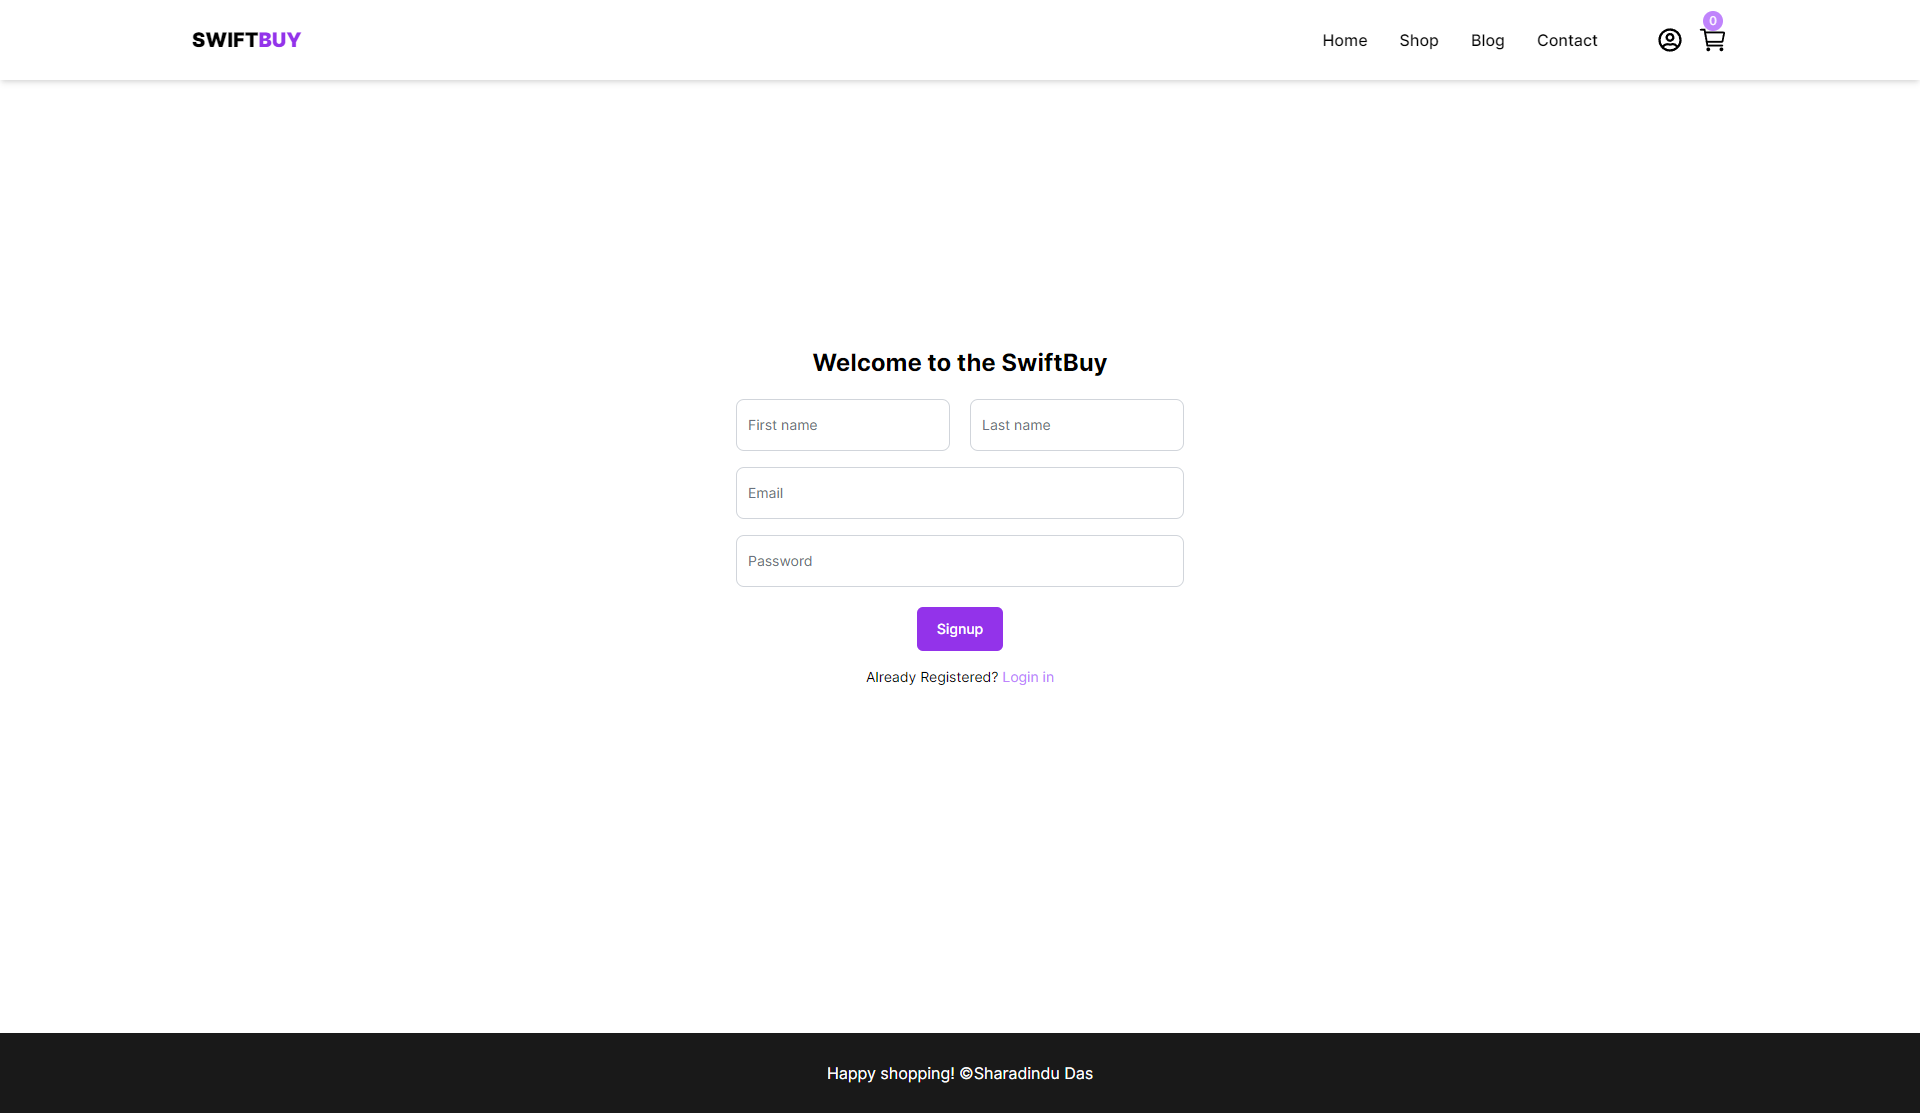 SWIFTBUY
Home Shop Blog Contact
0
Welcome to the SwiftBuy
First name Last name
Email
Password
Signup
Already Registered? Login in
Happy shopping! ©Sharadindu Das